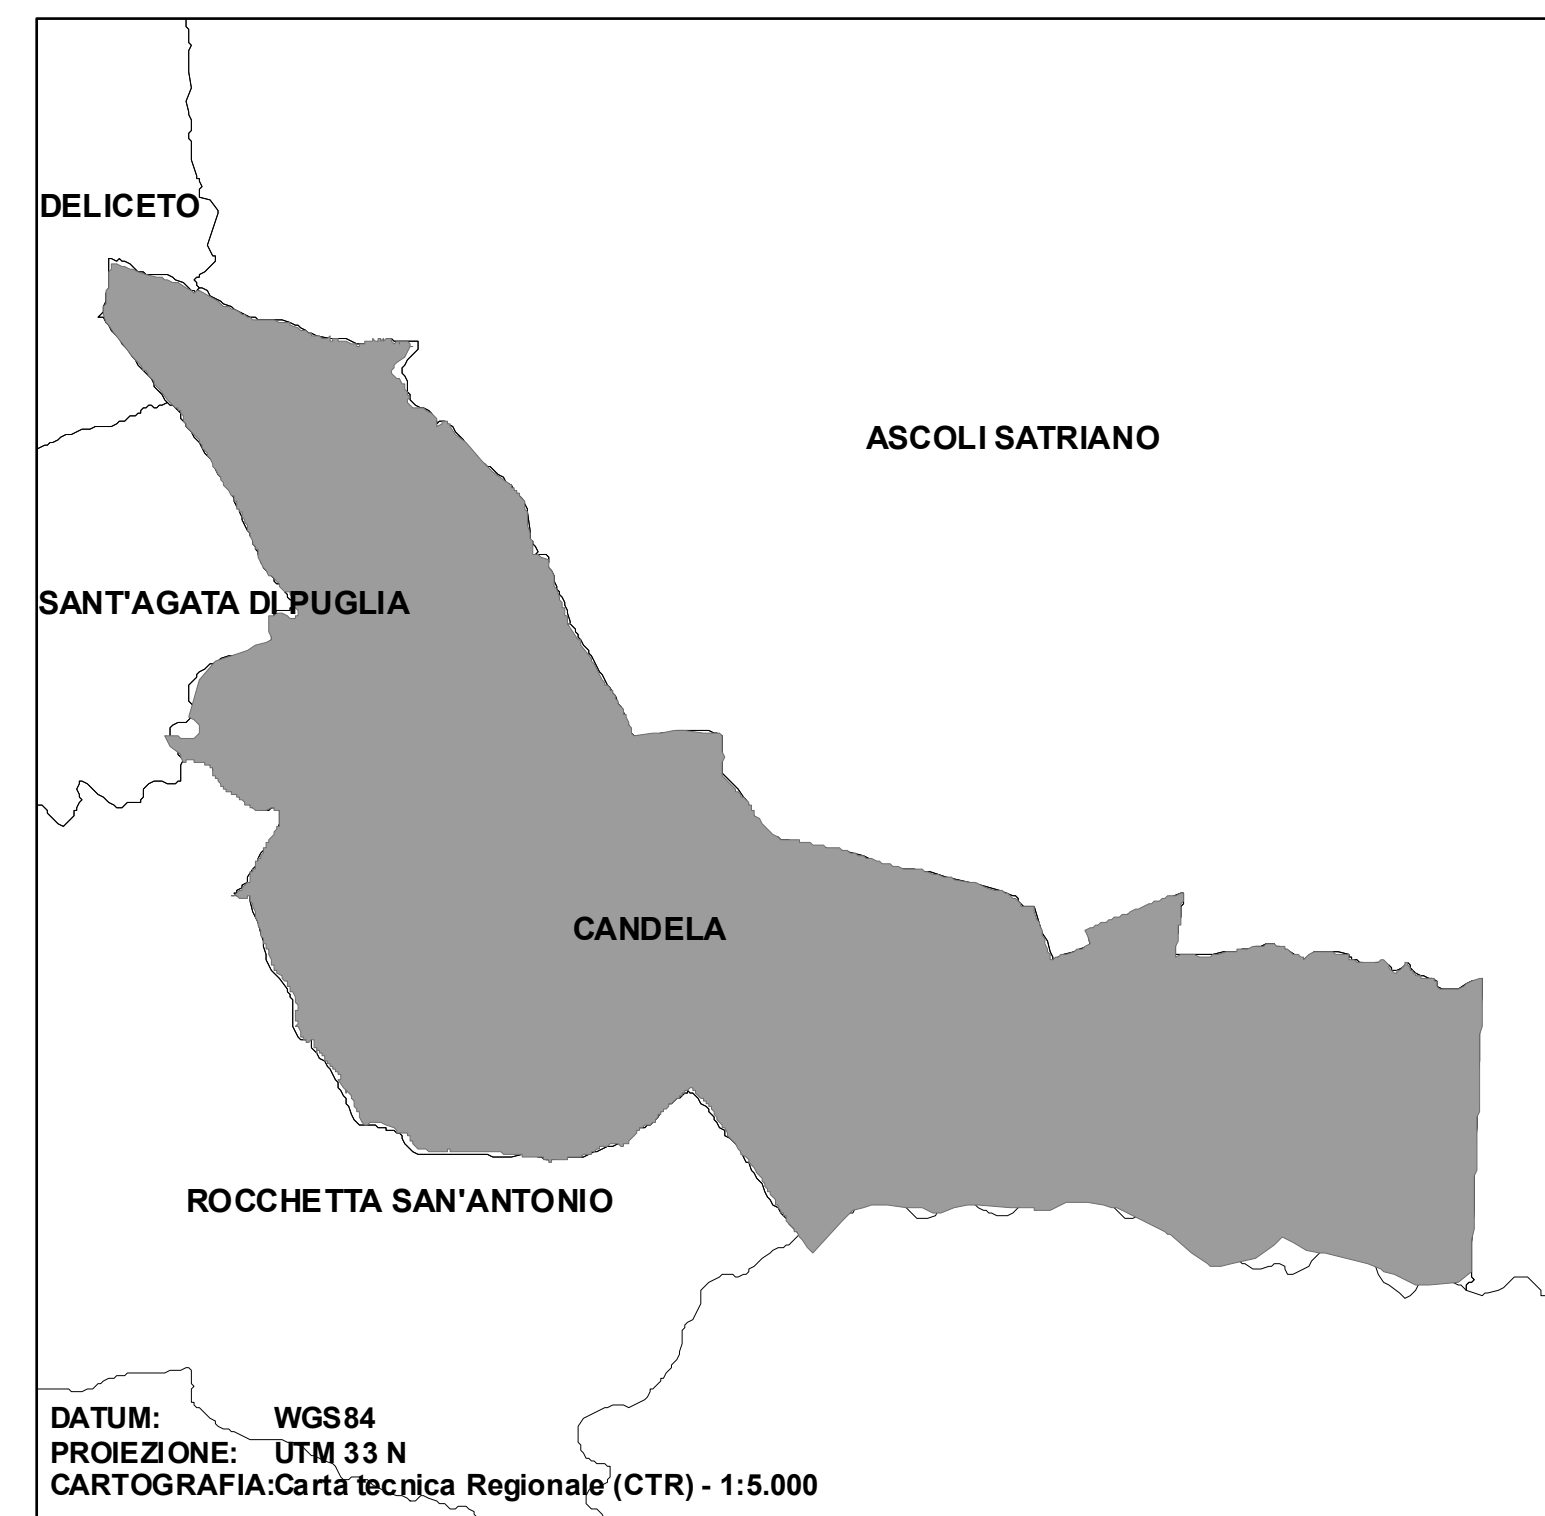 DELICETO
ASCOLI SATRIANO
SANT'AGATA DI PUGLIA
CANDELA
ROCCHETTA SAN'ANTONIO
DATUM: WGS84
PROIEZIONE: UTM 33 N
CARTOGRAFIA:Carta tecnica Regionale (CTR) - 1:5.000